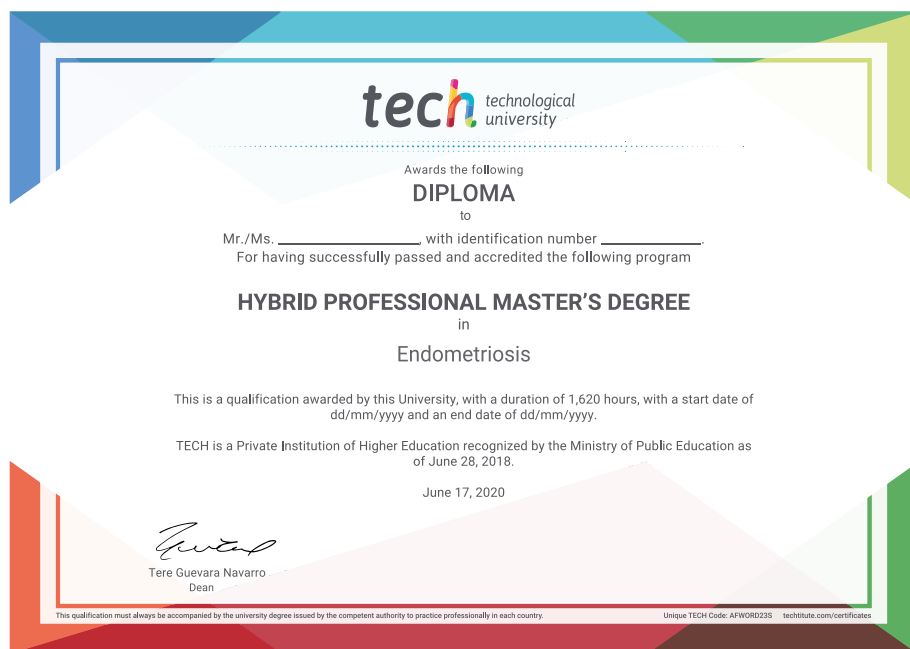 tech technological
university
Awards the following
DIPLOMA
to
Mr./Ms. ____________, with identification number ____________.
For having successfully passed and accredited the following program
HYBRID PROFESSIONAL MASTER'S DEGREE
in
Endometriosis
This is a qualification awarded by this University, with a duration of 1,620 hours, with a start date of
dd/mm/yyyy and an end date of dd/mm/yyyy.
TECH is a Private Institution of Higher Education recognized by the Ministry of Public Education as
of June 28, 2018.
June 17, 2020
Tere Guevara Navarro
Dean
This qualification must always be accompanied by the university degree issued by the competent authority to practice professionally in each country.
Unique TECH Code: AFWORD23S techtitute.com/certificates